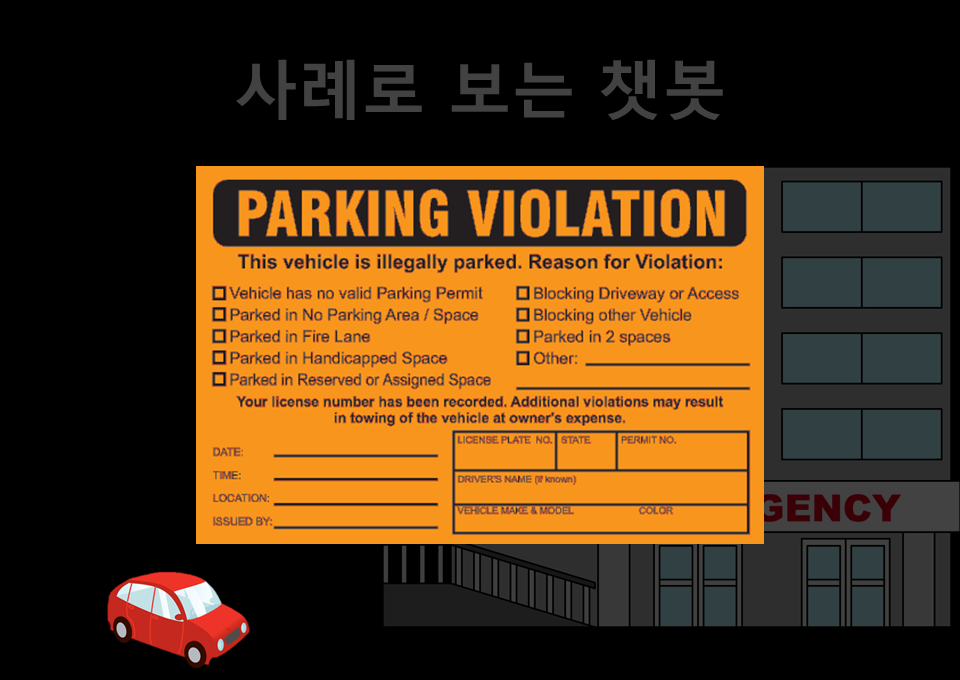 사례로 보는 챗봇
PARKING VIOLATION
This vehicle is illegally parked. Reason for Violation:
Vehicle has no valid Parking Permit
Parked in No Parking Area / Space
Parked in Fire Lane
Parked in Handicapped Space
Parked in Reserved or Assigned Space
Blocking Driveway or Access
Blocking other Vehicle
Parked in 2 spaces
Other:
Your license number has been recorded. Additional violations may result
in towing of the vehicle at owner's expense.
DATE:
TIME:
LOCATION:
ISSUED BY:
LICENSE PLATE NO. STATE PERMIT NO.
DRIVER'S NAME (if known)
VEHICLE MAKE & MODEL COLOR
GENCY